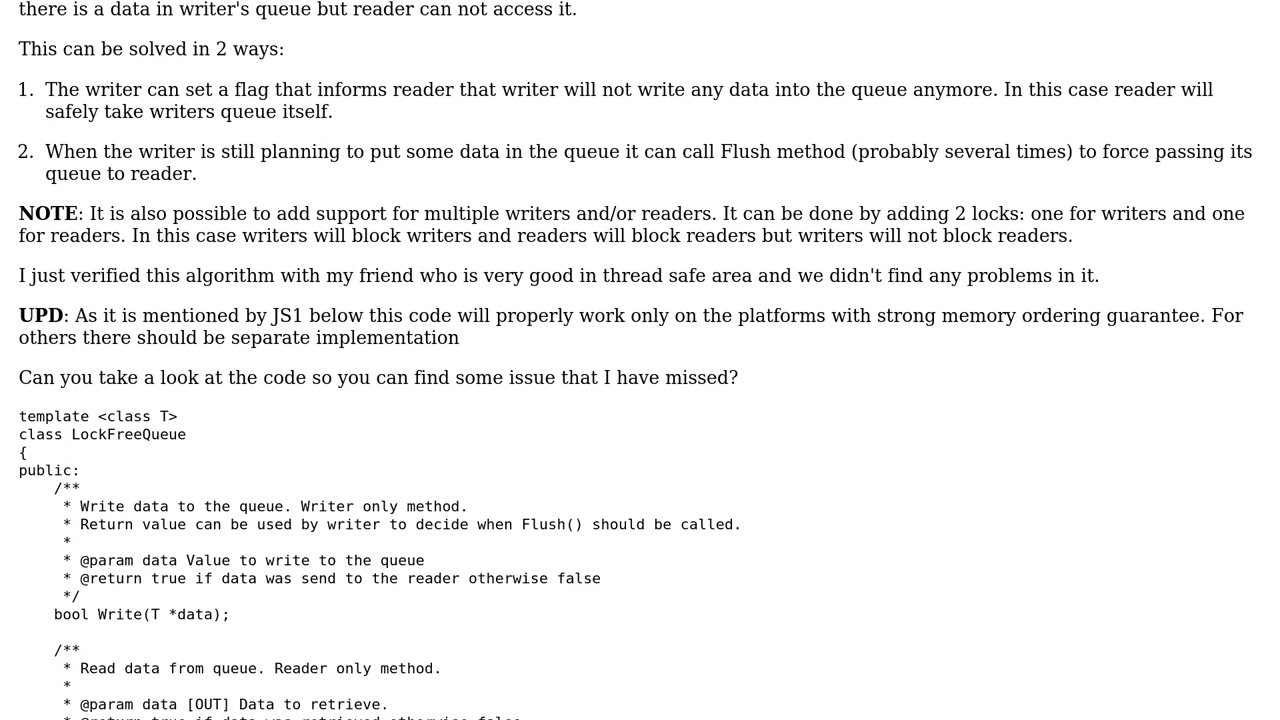 there is a data in writer's queue but reader can not access it.
This can be solved in 2 ways:
1. The writer can set a flag that informs reader that writer will not write any data into the queue anymore. In this case reader will
safely take writers queue itself.
2. When the writer is still planning to put some data in the queue it can call Flush method (probably several times) to force passing its
queue to reader.
NOTE: It is also possible to add support for multiple writers and/or readers. It can be done by adding 2 locks: one for writers and one
for readers. In this case writers will block writers and readers will block readers but writers will not block readers.
I just verified this algorithm with my friend who is very good in thread safe area and we didn't find any problems in it.
UPD: As it is mentioned by JS1 below this code will properly work only on the platforms with strong memory ordering guarantee. For
others there should be separate implementation
Can you take a look at the code so you can find some issue that I have missed?
template <class T>
class LockFreeQueue
{
public:
    /**
     * Write data to the queue. Writer only method.
     * Return value can be used by writer to decide when Flush() should be called.
     *
     * @param data Value to write to the queue
     * @return true if data was send to the reader otherwise false
     */
    bool Write(T *data);
    /**
     * Read data from queue. Reader only method.
     *
     * @param data [OUT] Data to retrieve.
     * @return true if data was retrieved otherwise false